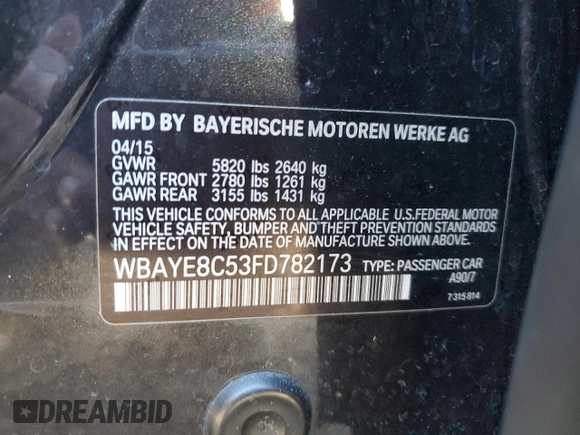 MFD BY BAYERISCHE MOTOREN WERKE AG
04/15
GVWR 5820 lbs 2640 kg
GAWR FRONT 2780 lbs 1261 kg
GAWR REAR 3155 lbs 1431 kg
THIS VEHICLE CONFORMS TO ALL APPLICABLE U.S.FEDERAL MOTOR
VEHICLE SAFETY, BUMPER AND THEFT PREVENTION STANDARDS
IN EFFECT ON THE DATE OF MANUFACTURE SHOWN ABOVE.
WBAYE8C53FD782173 TYPE: PASSENGER CAR
A90/7
7 315 814
DREAMBID